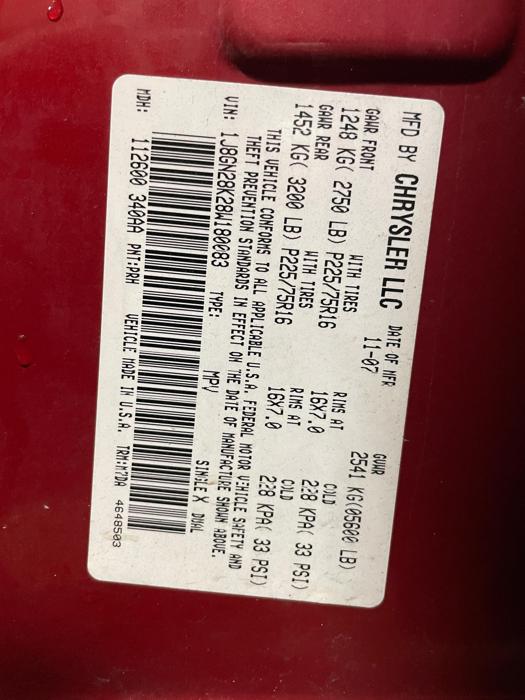 MFD BY CHRYSLER LLC DATE OF MFR 11-07 GVWR 2541 KG(05600 LB)
GAWR FRONT WITH TIRES RIMS AT COLD
1248 KG( 2750 LB) P225/75R16 16X7.0 228 KPA( 33 PSI)
GAWR REAR WITH TIRES RIMS AT COLD
1452 KG( 3200 LB) P225/75R16 16X7.0 228 KPA( 33 PSI)
THIS VEHICLE CONFORMS TO ALL APPLICABLE U.S.A. FEDERAL MOTOR VEHICLE SAFETY AND
THEFT PREVENTION STANDARDS IN EFFECT ON THE DATE OF MANUFACTURE SHOWN ABOVE.
VIN: 1J8GN28K28W180083 TYPE: MPV SINGLE X DUAL
MDH: 112600 340AA PNT:PRH VEHICLE MADE IN U.S.A. TRM:M7DA 4648503